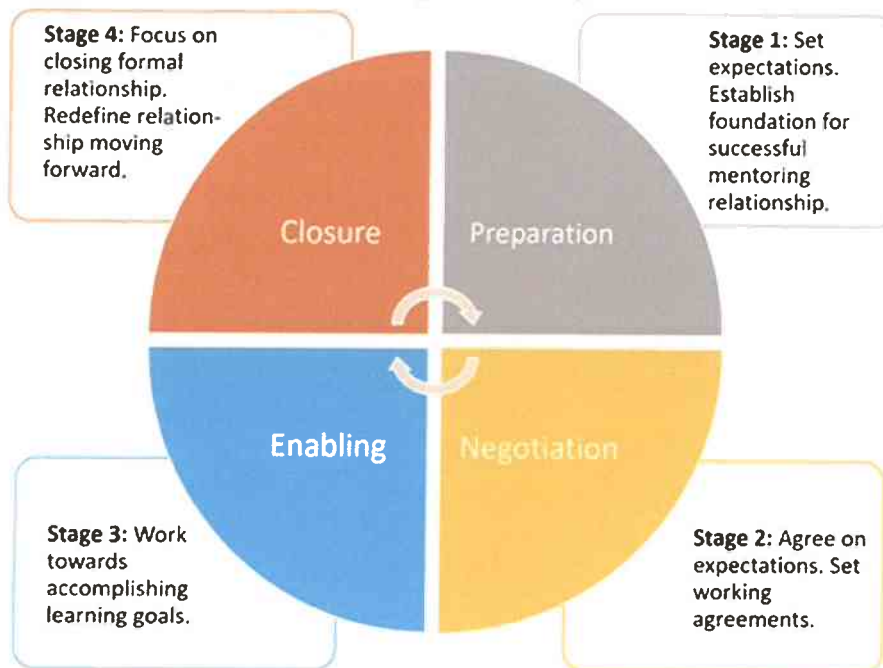 Stage 4: Focus on
closing formal
relationship.
Redefine relation-
ship moving
forward.
Stage 1: Set
expectations.
Establish
foundation for
successful
mentoring
relationship.
Closure
Preparation
Enabling
Negotiation
Stage 3: Work
towards
accomplishing
learning goals.
Stage 2: Agree on
expectations. Set
working
agreements.